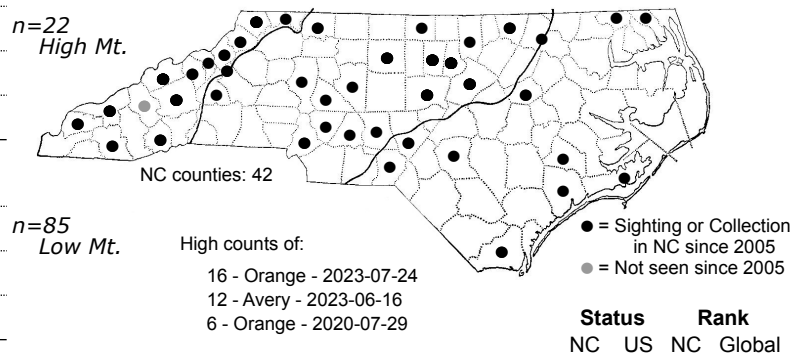 n=22
High Mt.
NC counties: 42
n=85
Low Mt.
High counts of:
16 - Orange - 2023-07-24
12 - Avery - 2023-06-16
6 - Orange - 2020-07-29
= Sighting or Collection
in NC since 2005
= Not seen since 2005
Status Rank
NC US NC Global